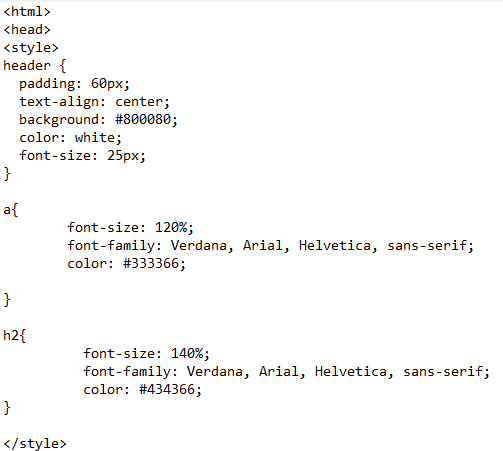 <html>
<head>
<style>
header {
  padding: 60px;
  text-align: center;
  background: #800080;
  color: white;
  font-size: 25px;
}

a{
        font-size: 120%;
        font-family: Verdana, Arial, Helvetica, sans-serif;
        color: #333366;

}

h2{
          font-size: 140%;
          font-family: Verdana, Arial, Helvetica, sans-serif;
          color: #434366;
}

</style>